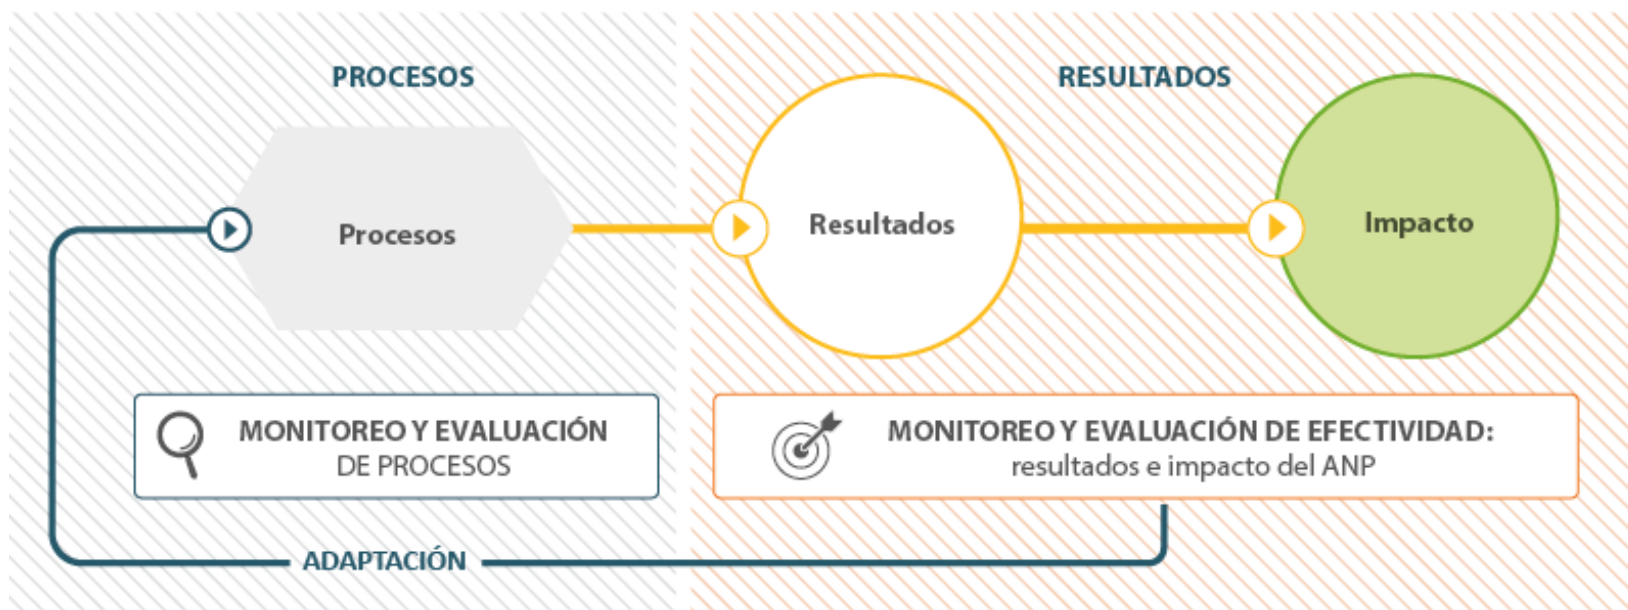 PROCESOS
RESULTADOS
Procesos
Resultados
Impacto
MONITOREO Y EVALUACIÓN
DE PROCESOS
MONITOREO Y EVALUACIÓN DE EFECTIVIDAD:
resultados e impacto del ANP
ADAPTACIÓN